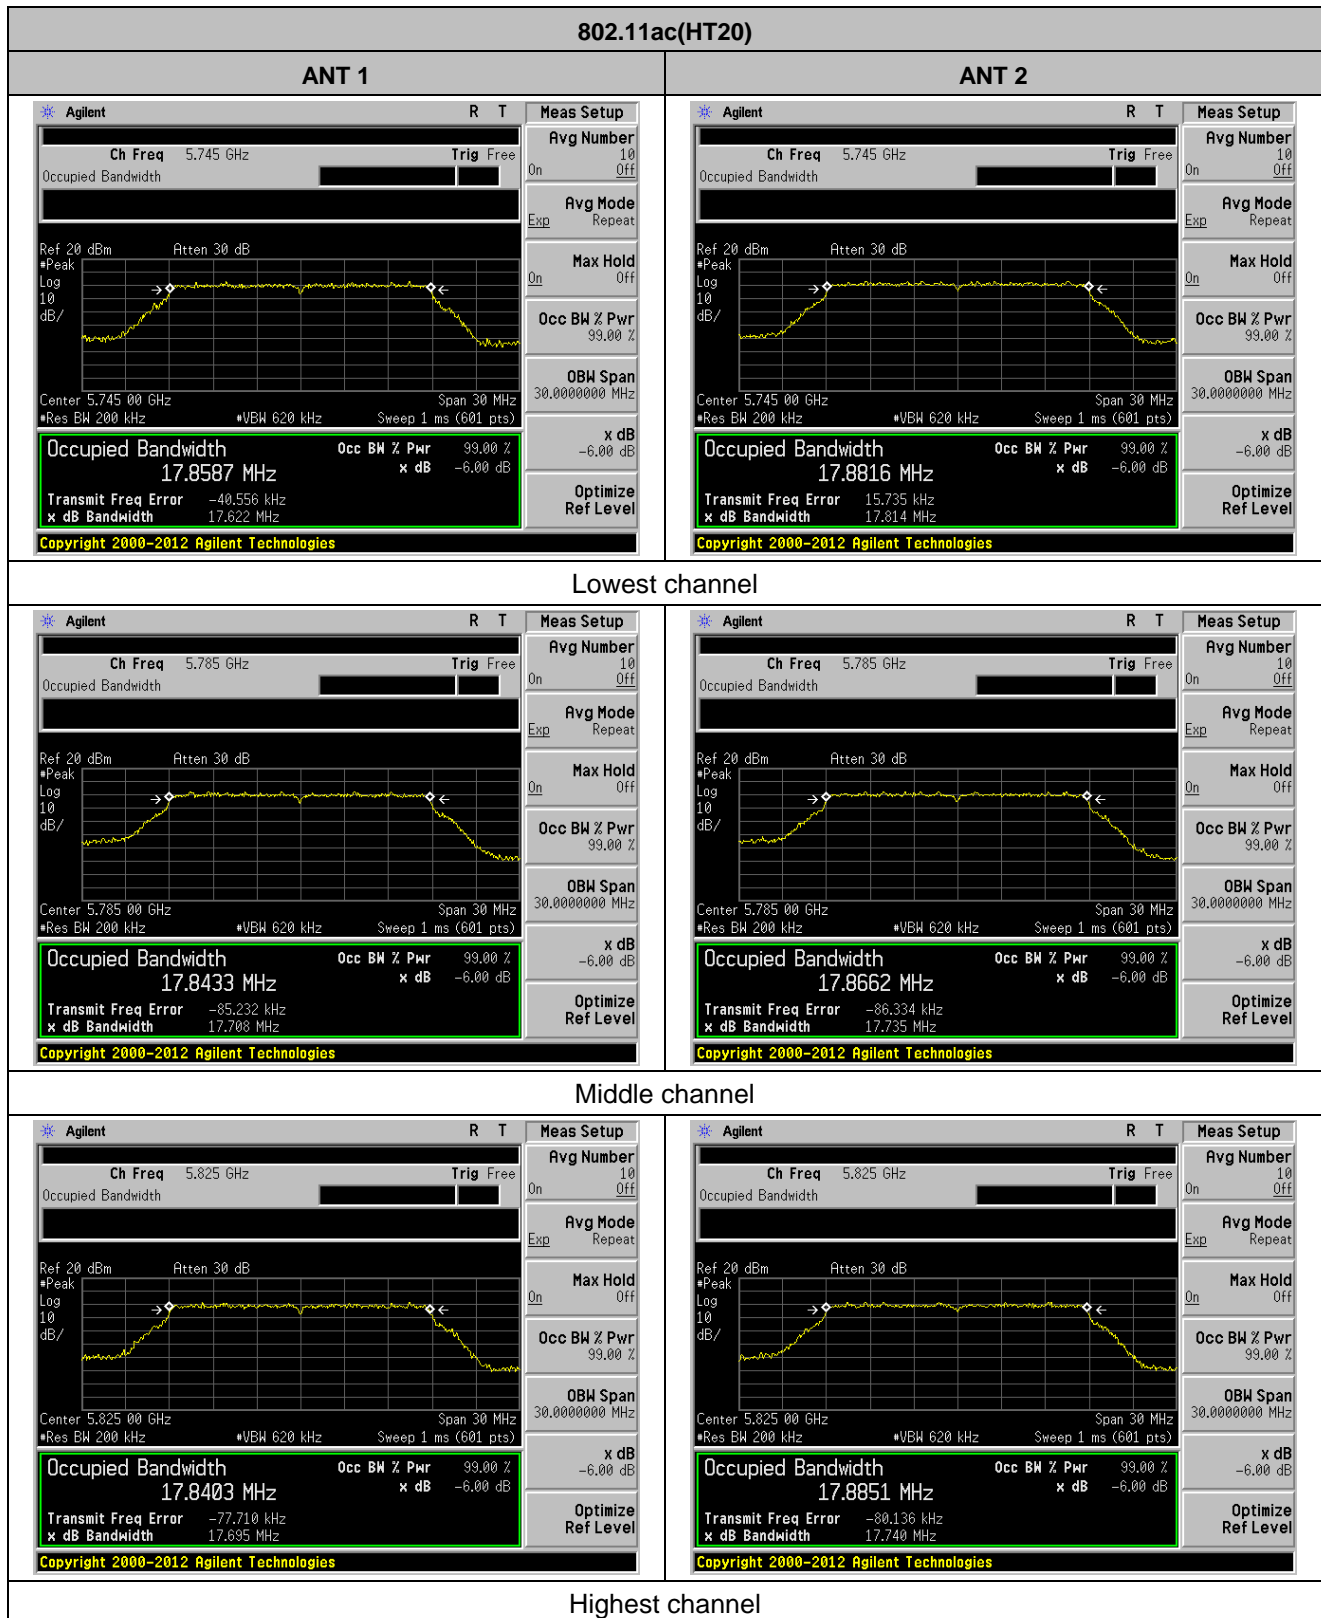 802.11ac(HT20)
ANT 1
ANT 2
Agilent R T Meas Setup
Ch Freq 5.745 GHz Trig Free
Occupied Bandwidth
Ref 20 dBm Atten 30 dB
#Peak
Log
10
dB/
Center 5.745 00 GHz Span 30 MHz
#Res BW 200 kHz #VBW 620 kHz Sweep 1 ms (601 pts)
Occupied Bandwidth Occ BW % Pwr 99.00 %
17.8587 MHz x dB -6.00 dB
Transmit Freq Error -40.556 kHz
x dB Bandwidth 17.622 MHz
Copyright 2000-2012 Agilent Technologies
Avg Number
10
On Off
Avg Mode
Exp Repeat
Max Hold
On Off
Occ BW % Pwr
99.00 %
OBW Span
30.0000000 MHz
x dB
-6.00 dB
Optimize
Ref Level
Agilent R T Meas Setup
Ch Freq 5.745 GHz Trig Free
Occupied Bandwidth
Ref 20 dBm Atten 30 dB
#Peak
Log
10
dB/
Center 5.745 00 GHz Span 30 MHz
#Res BW 200 kHz #VBW 620 kHz Sweep 1 ms (601 pts)
Occupied Bandwidth Occ BW % Pwr 99.00 %
17.8816 MHz x dB -6.00 dB
Transmit Freq Error 15.735 kHz
x dB Bandwidth 17.814 MHz
Copyright 2000-2012 Agilent Technologies
Avg Number
10
On Off
Avg Mode
Exp Repeat
Max Hold
On Off
Occ BW % Pwr
99.00 %
OBW Span
30.0000000 MHz
x dB
-6.00 dB
Optimize
Ref Level
Lowest channel
Agilent R T Meas Setup
Ch Freq 5.785 GHz Trig Free
Occupied Bandwidth
Ref 20 dBm Atten 30 dB
#Peak
Log
10
dB/
Center 5.785 00 GHz Span 30 MHz
#Res BW 200 kHz #VBW 620 kHz Sweep 1 ms (601 pts)
Occupied Bandwidth Occ BW % Pwr 99.00 %
17.8433 MHz x dB -6.00 dB
Transmit Freq Error -85.232 kHz
x dB Bandwidth 17.708 MHz
Copyright 2000-2012 Agilent Technologies
Avg Number
10
On Off
Avg Mode
Exp Repeat
Max Hold
On Off
Occ BW % Pwr
99.00 %
OBW Span
30.0000000 MHz
x dB
-6.00 dB
Optimize
Ref Level
Agilent R T Meas Setup
Ch Freq 5.785 GHz Trig Free
Occupied Bandwidth
Ref 20 dBm Atten 30 dB
#Peak
Log
10
dB/
Center 5.785 00 GHz Span 30 MHz
#Res BW 200 kHz #VBW 620 kHz Sweep 1 ms (601 pts)
Occupied Bandwidth Occ BW % Pwr 99.00 %
17.8662 MHz x dB -6.00 dB
Transmit Freq Error -86.334 kHz
x dB Bandwidth 17.735 MHz
Copyright 2000-2012 Agilent Technologies
Avg Number
10
On Off
Avg Mode
Exp Repeat
Max Hold
On Off
Occ BW % Pwr
99.00 %
OBW Span
30.0000000 MHz
x dB
-6.00 dB
Optimize
Ref Level
Middle channel
Agilent R T Meas Setup
Ch Freq 5.825 GHz Trig Free
Occupied Bandwidth
Ref 20 dBm Atten 30 dB
#Peak
Log
10
dB/
Center 5.825 00 GHz Span 30 MHz
#Res BW 200 kHz #VBW 620 kHz Sweep 1 ms (601 pts)
Occupied Bandwidth Occ BW % Pwr 99.00 %
17.8403 MHz x dB -6.00 dB
Transmit Freq Error -77.710 kHz
x dB Bandwidth 17.695 MHz
Copyright 2000-2012 Agilent Technologies
Avg Number
10
On Off
Avg Mode
Exp Repeat
Max Hold
On Off
Occ BW % Pwr
99.00 %
OBW Span
30.0000000 MHz
x dB
-6.00 dB
Optimize
Ref Level
Agilent R T Meas Setup
Ch Freq 5.825 GHz Trig Free
Occupied Bandwidth
Ref 20 dBm Atten 30 dB
#Peak
Log
10
dB/
Center 5.825 00 GHz Span 30 MHz
#Res BW 200 kHz #VBW 620 kHz Sweep 1 ms (601 pts)
Occupied Bandwidth Occ BW % Pwr 99.00 %
17.8851 MHz x dB -6.00 dB
Transmit Freq Error -80.136 kHz
x dB Bandwidth 17.740 MHz
Copyright 2000-2012 Agilent Technologies
Avg Number
10
On Off
Avg Mode
Exp Repeat
Max Hold
On Off
Occ BW % Pwr
99.00 %
OBW Span
30.0000000 MHz
x dB
-6.00 dB
Optimize
Ref Level
Highest channel